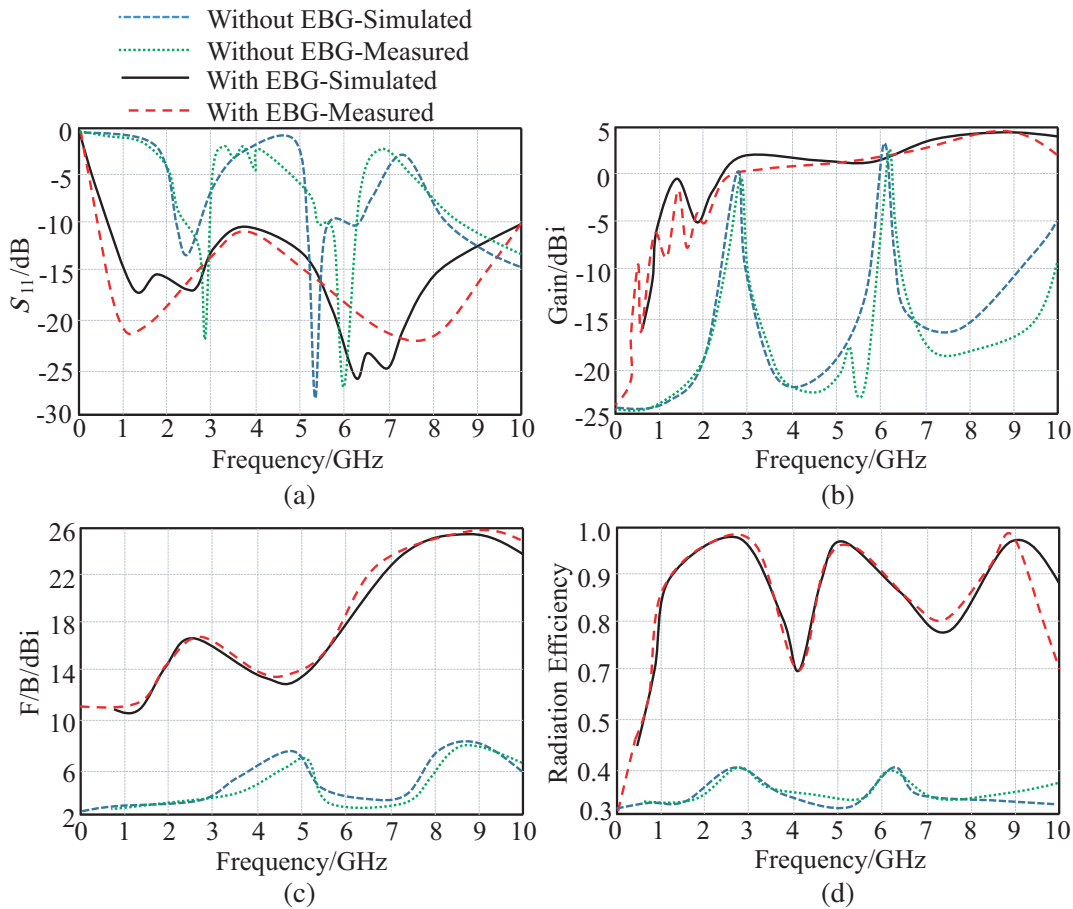 Without EBG-Simulated
Without EBG-Measured
With EBG-Simulated
With EBG-Measured
0
-5
-10
-15
-20
-25
-30
S11/dB
0 1 2 3 4 5 6 7 8 9 10
Frequency/GHz
(a)
5
0
-5
-10
-15
-20
-25
Gain/dBi
0 1 2 3 4 5 6 7 8 9 10
Frequency/GHz
(b)
26
22
18
14
10
6
2
F/B/dBi
0 1 2 3 4 5 6 7 8 9 10
Frequency/GHz
(c)
1.0
0.9
0.8
0.7
0.5
0.4
0.3
Radiation Efficiency
0 1 2 3 4 5 6 7 8 9 10
Frequency/GHz
(d)